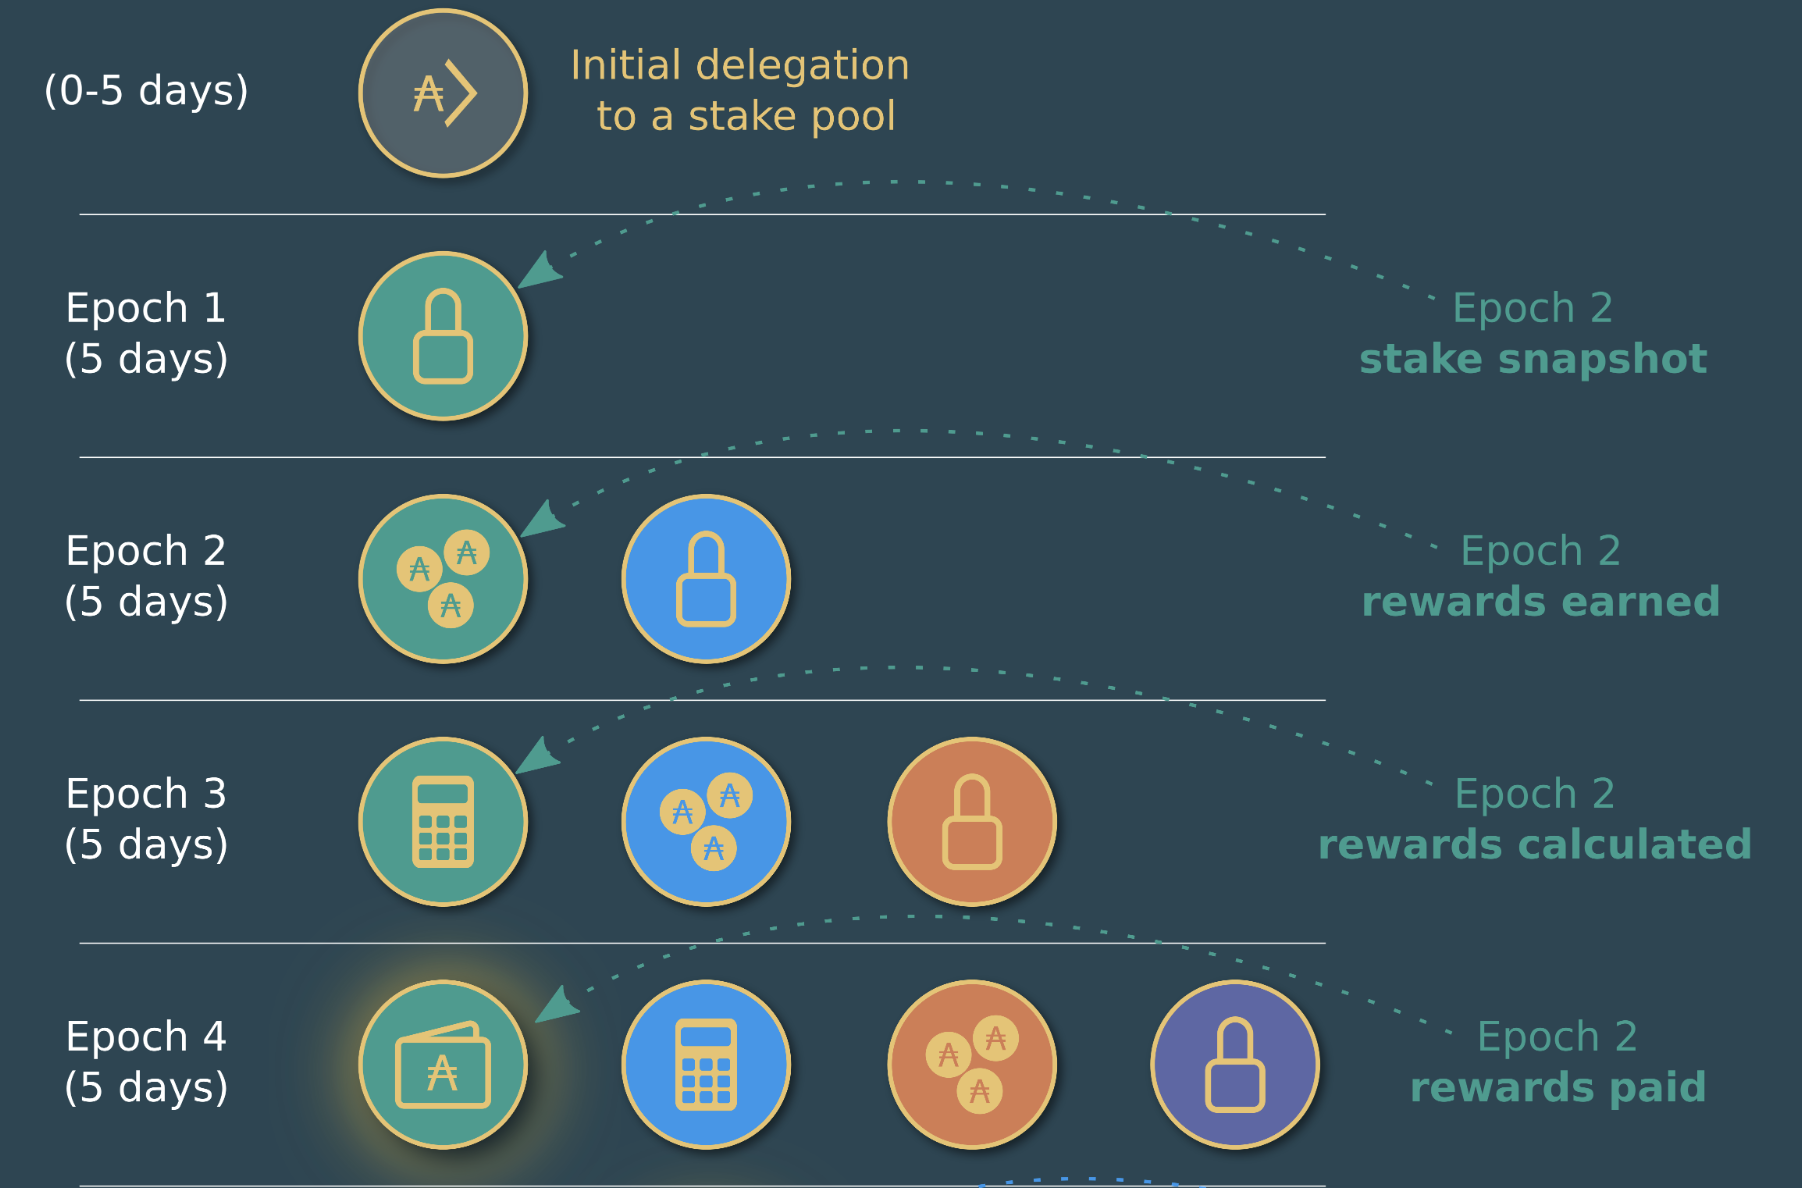 (0-5 days)
Initial delegation
to a stake pool
Epoch 1
(5 days)
Epoch 2
stake snapshot
Epoch 2
(5 days)
Epoch 2
rewards earned
Epoch 3
(5 days)
Epoch 2
rewards calculated
Epoch 4
(5 days)
Epoch 2
rewards paid